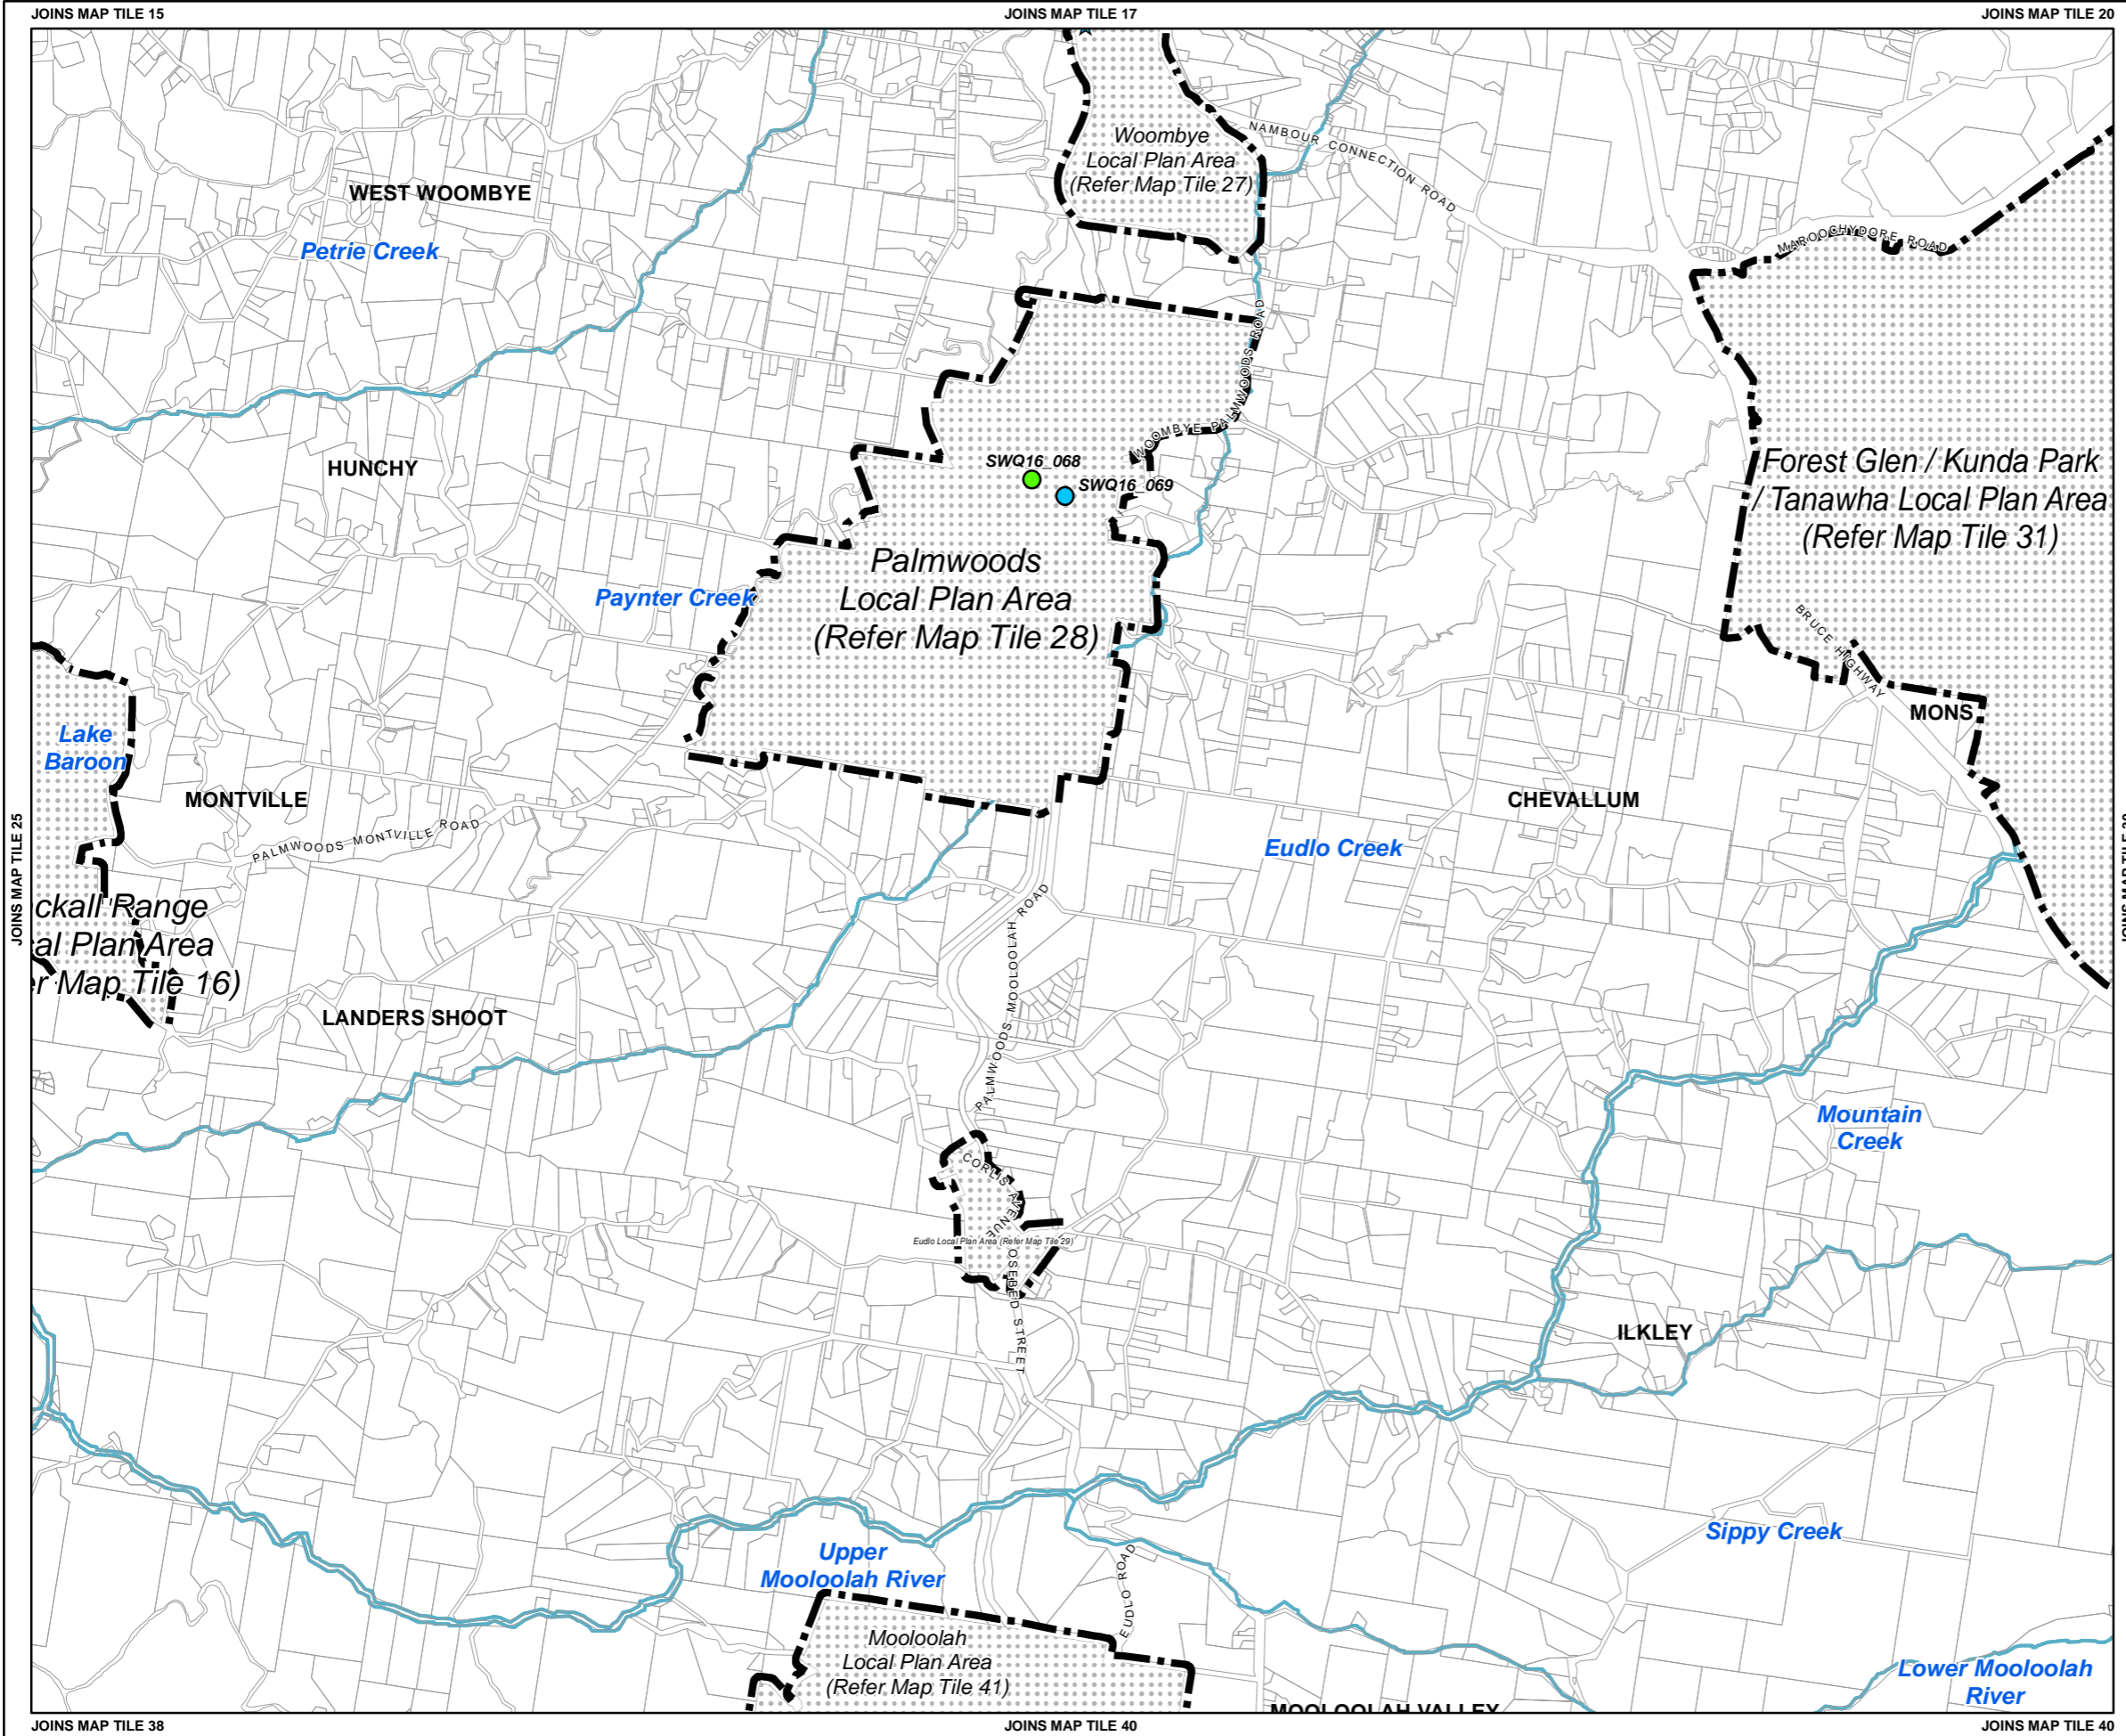 JOINS MAP TILE 15
JOINS MAP TILE 17
JOINS MAP TILE 20
Woombye
Local Plan Area
(Refer Map Tile 27)
NAMBOUR CONNECTION ROAD
WEST WOOMBYE
Petrie Creek
MAROOCHYDORE ROAD
WOOMBYE PALMWOODS ROAD
HUNCHY
SWQ16_068
SWQ16_069
Forest Glen / Kunda Park
/ Tanawha Local Plan Area
(Refer Map Tile 31)
Palmwoods
Local Plan Area
(Refer Map Tile 28)
Paynter Creek
BRUCE HIGHWAY
MONS
Lake
Baroon
MONTVILLE
CHEVALLUM
PALMWOODS MONTVILLE ROAD
Eudlo Creek
JOINS MAP TILE 25
ckall Range
al Plan Area
er Map Tile 16)
PALMWOODS MOOLOOLAH ROAD
LANDERS SHOOT
Mountain
Creek
CORLIS AVENUE
Eudlo Local Plan Area (Refer Map Tile 29)
OSEBED STREET
ILKLEY
Sippy Creek
Upper
Mooloolah River
EUDLO ROAD
Mooloolah
Local Plan Area
(Refer Map Tile 41)
Lower Mooloolah
River
MOOLOOLAH VALLEY
JOINS MAP TILE 38
JOINS MAP TILE 40
JOINS MAP TILE 40